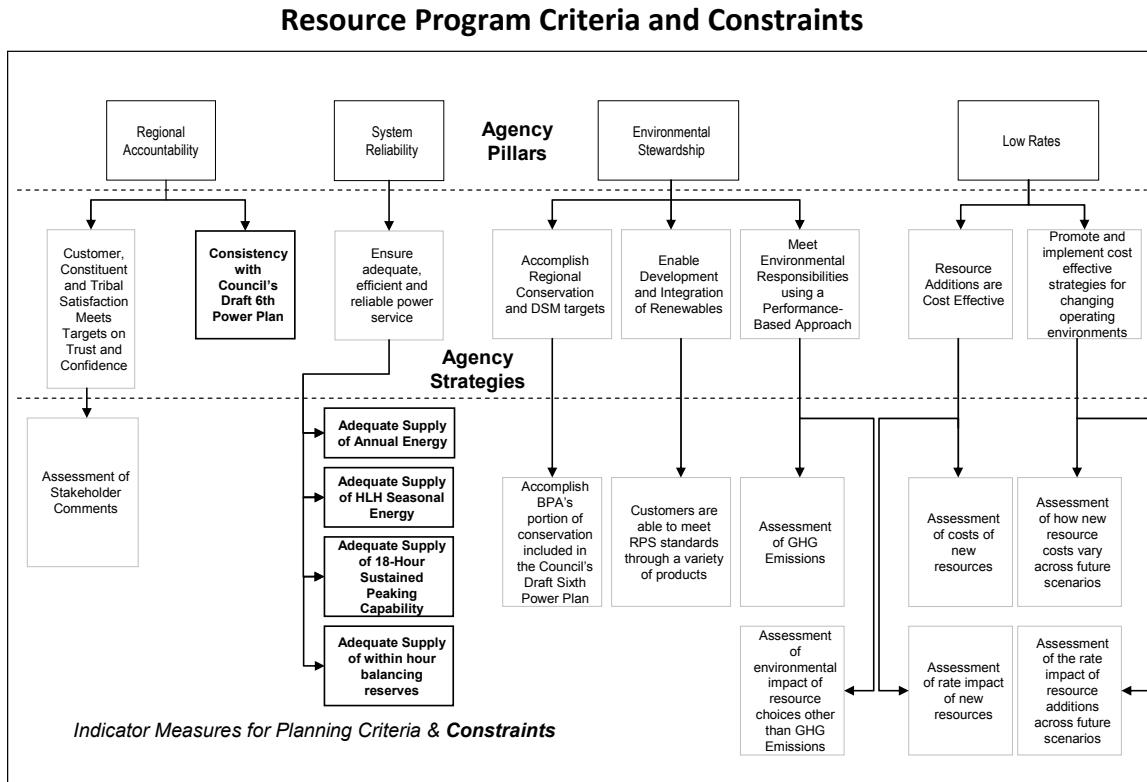 Resource Program Criteria and Constraints
Regional
Accountability
System
Reliability
Agency
Pillars
Environmental
Stewardship
Low Rates
Customer,
Constituent
and Tribal
Satisfaction
Meets
Targets on
Trust and
Confidence
Consistency
with
Council's
Draft 6th
Power Plan
Ensure
adequate,
efficient and
reliable power
service
Accomplish
Regional
Conservation
and DSM targets
Enable
Development
and Integration
of Renewables
Meet
Environmental
Responsibilities
using a
Performance-
Based Approach
Resource
Additions are
Cost Effective
Promote and
implement cost
effective
strategies for
changing
operating
environments
Agency
Strategies
Assessment of
Stakeholder
Comments
Adequate Supply
of Annual Energy
Adequate Supply
of HLH Seasonal
Energy
Adequate Supply
of 18-Hour
Sustained
Peaking
Capability
Adequate Supply
of within hour
balancing
reserves
Accomplish
BPA's
portion of
conservation
included in
the Council's
Draft Sixth
Power Plan
Customers are
able to meet
RPS standards
through a
variety of
products
Assessment
of GHG
Emissions
Assessment
of costs of
new
resources
Assessment
of how new
resource
costs vary
across future
scenarios
Assessment
of
environmental
impact of
resource
choices other
than GHG
Emissions
Assessment
of rate impact
of new
resources
Assessment
of the rate
impact of
resource
additions
across future
scenarios
Indicator Measures for Planning Criteria & Constraints